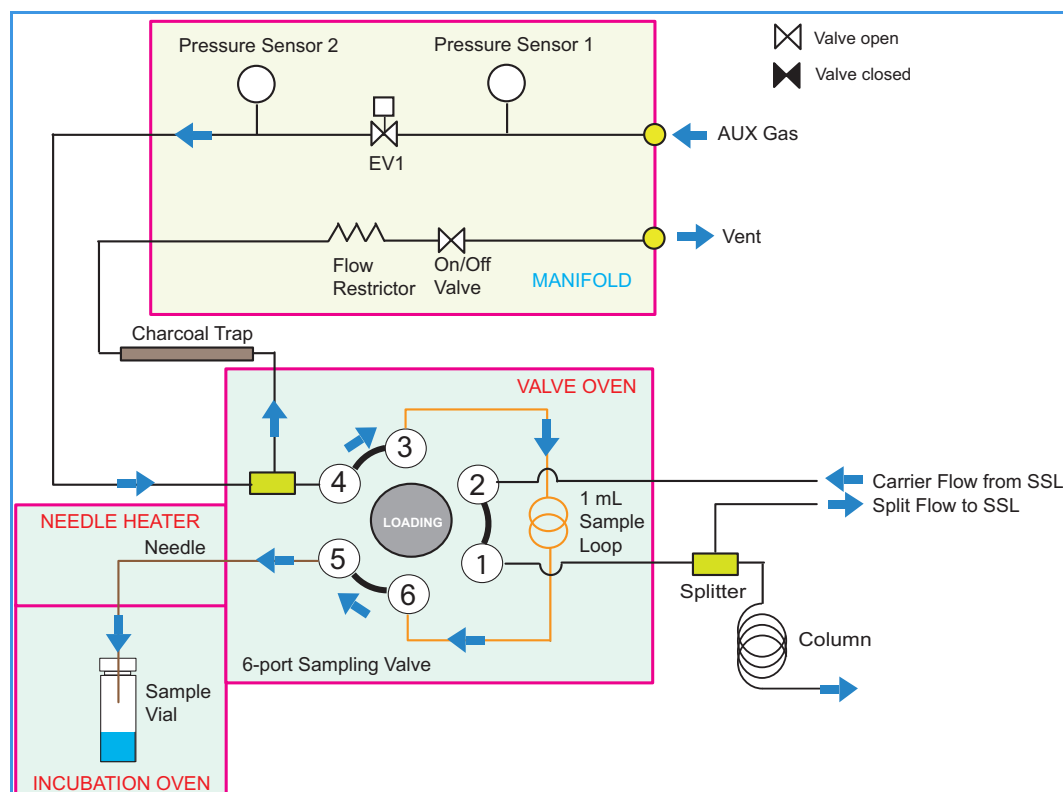 Pressure Sensor 2
Pressure Sensor 1
Valve open
Valve closed
AUX Gas
EV1
Vent
Flow
Restrictor
On/Off
Valve
MANIFOLD
Charcoal Trap
VALVE OVEN
3
4
2
LOADING
1 mL
Sample
Loop
Carrier Flow from SSL
Split Flow to SSL
NEEDLE HEATER
Needle
5
1
6
Splitter
Column
6-port Sampling Valve
Sample
Vial
INCUBATION OVEN